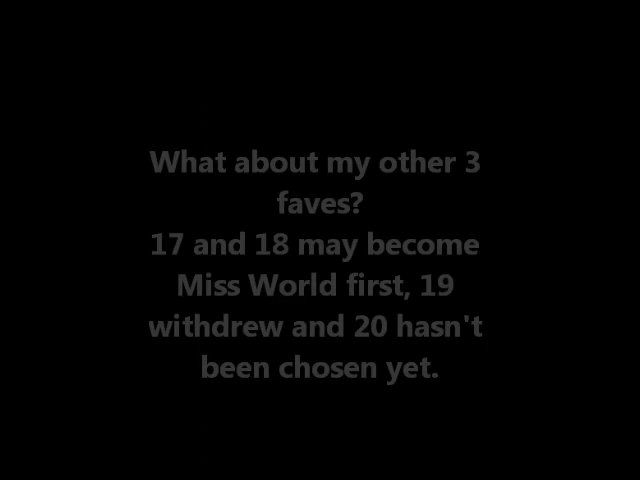 What about my other 3
faves?
17 and 18 may become
Miss World first, 19
withdrew and 20 hasn't
been chosen yet.